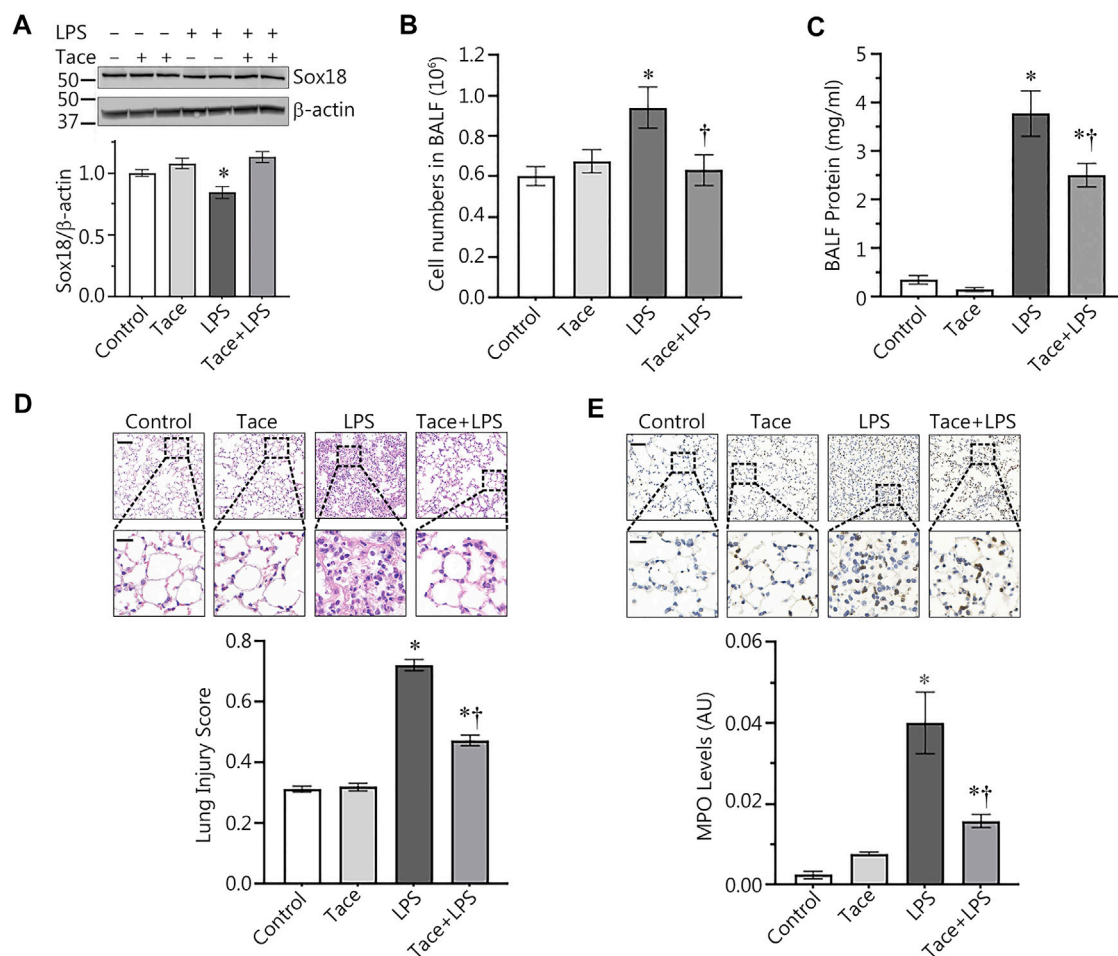 A
LPS – – – + + + +
Tace – + + – – + +
50
Sox18
50
37
β-actin
Sox18/β-actin
1.0
0.5
0.0
Control
Tace
LPS
Tace+LPS
*
B
Cell numbers in BALF (10⁶)
1.2
1.0
0.8
0.6
0.4
0.2
0
*
†
Control
Tace
LPS
Tace+LPS
C
BALF Protein (mg/ml)
5
4
3
2
1
0
*
*†
Control
Tace
LPS
Tace+LPS
D
Control Tace LPS Tace+LPS
Lung Injury Score
0.8
0.6
0.4
0.2
0.0
*
*†
Control
Tace
LPS
Tace+LPS
E
Control Tace LPS Tace+LPS
MPO Levels (AU)
0.06
0.04
0.02
0.00
*
*†
Control
Tace
LPS
Tace+LPS